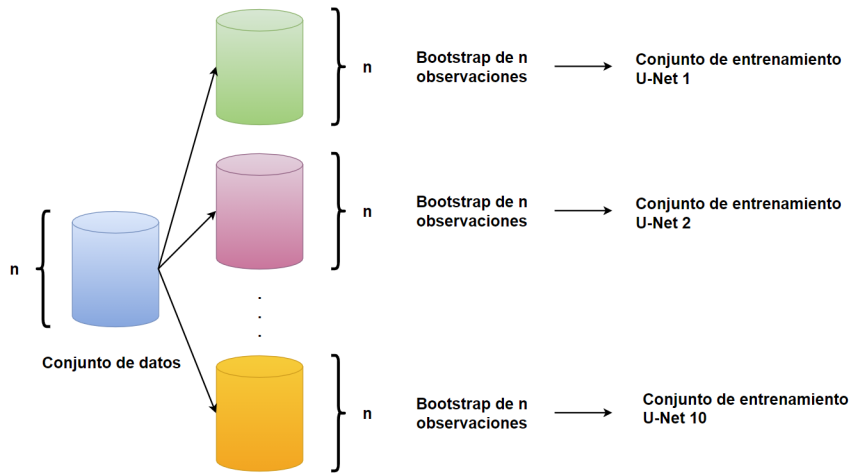 n
Bootstrap de n
observaciones
Conjunto de entrenamiento
U-Net 1
n
Bootstrap de n
observaciones
Conjunto de entrenamiento
U-Net 2
n
Conjunto de datos
.
.
.
n
Bootstrap de n
observaciones
Conjunto de entrenamiento
U-Net 10